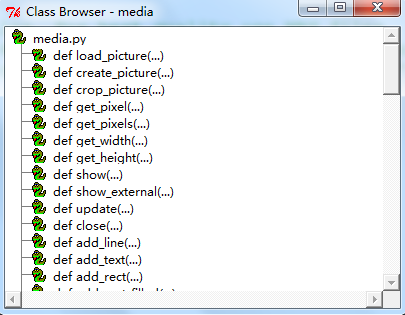 Tk Class Browser - media
media.py
def load_picture(...)
def create_picture(...)
def crop_picture(...)
def get_pixel(...)
def get_pixels(...)
def get_width(...)
def get_height(...)
def show(...)
def show_external(...)
def update(...)
def close(...)
def add_line(...)
def add_text(...)
def add_rect(...)